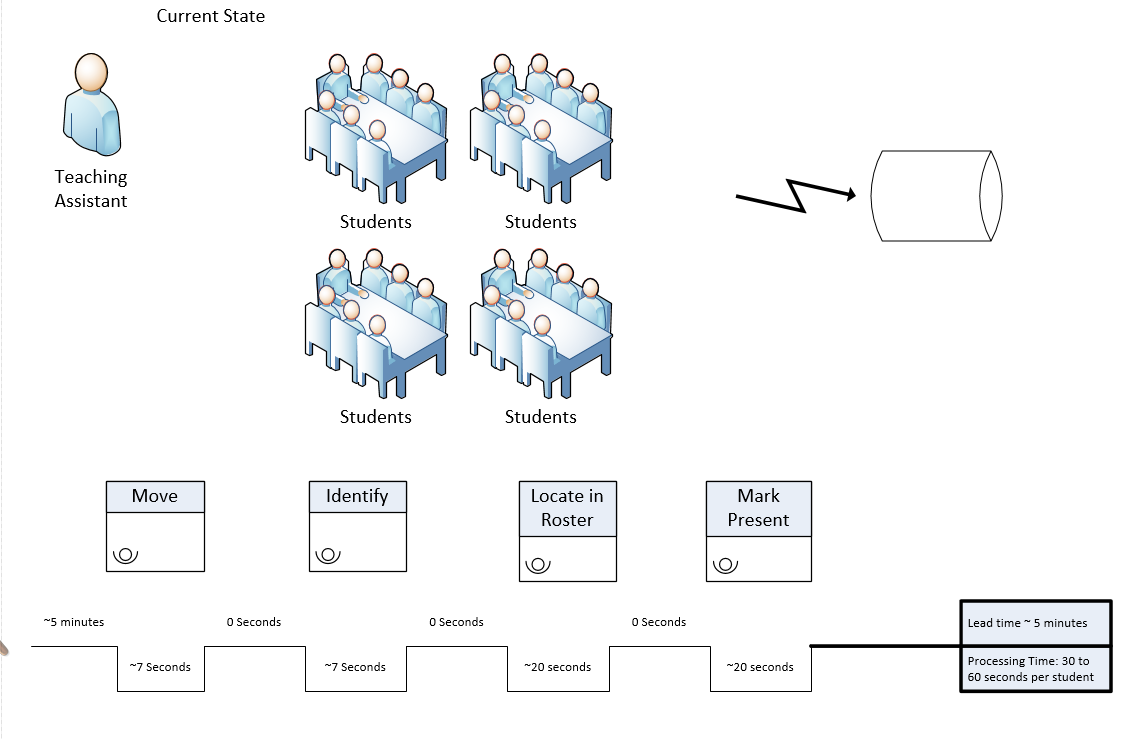 Current State
Teaching
Assistant
Students
Students
Students
Students
Move
Identify
Locate in
Roster
Mark
Present
~5 minutes
0 Seconds
0 Seconds
0 Seconds
~7 Seconds
~7 Seconds
~20 seconds
~20 seconds
Lead time ~ 5 minutes
Processing Time: 30 to
60 seconds per student